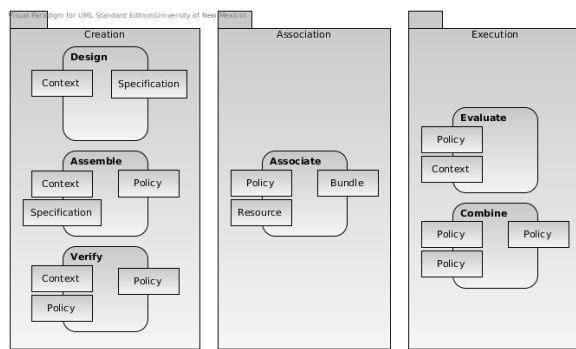 Visual Paradigm for UML Standard Edition(University of New Mexico)
Creation
Design
Context
Specification
Assemble
Context
Policy
Specification
Verify
Context
Policy
Policy
Association
Associate
Policy
Bundle
Resource
Execution
Evaluate
Policy
Context
Combine
Policy
Policy
Policy